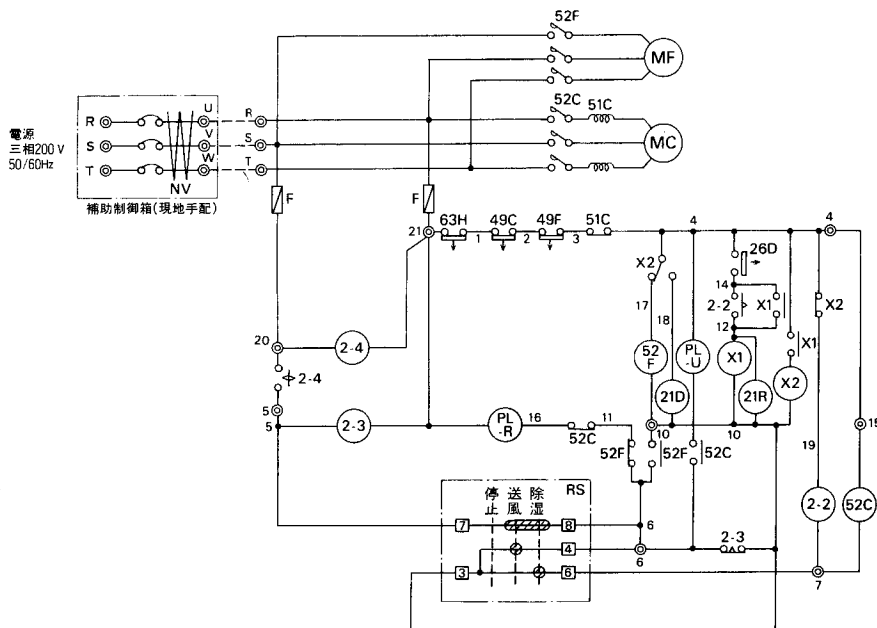 52F
MF
52C 51C
MC
電源
三相200V
50/60Hz
R U R
S V S
T W T
NV
補助制御箱(現地手配)
F F
21 63H 49C 49F 51C 4 4
1 2 3
26D
X2 14
17 18 2-2 X1 X2
12 X1
20 2-4
52F PL-U X1 X2
21D 21R
2-4
5
5 2-3 PL-R 16 11 10 10 19 15
52C
52F 52F 52C
停止 送風 除湿 RS
2-2 52C
7 8 6
4 6 2-3
3 6 7